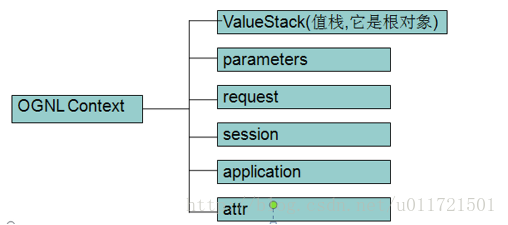 OGNL Context
ValueStack(值栈,它是根对象)
parameters
request
session
application
attr